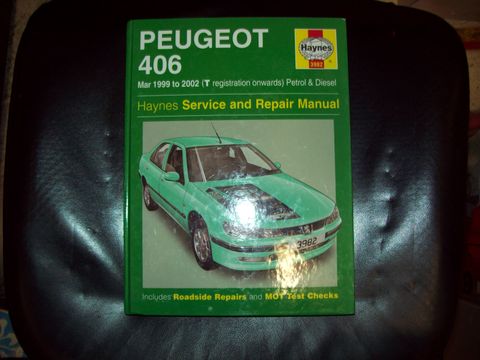 PEUGEOT
406
Haynes
3982
Mar 1999 to 2002 (T registration onwards) Petrol & Diesel
Haynes Service and Repair Manual
3982
Includes Roadside Repairs and MOT Test Checks